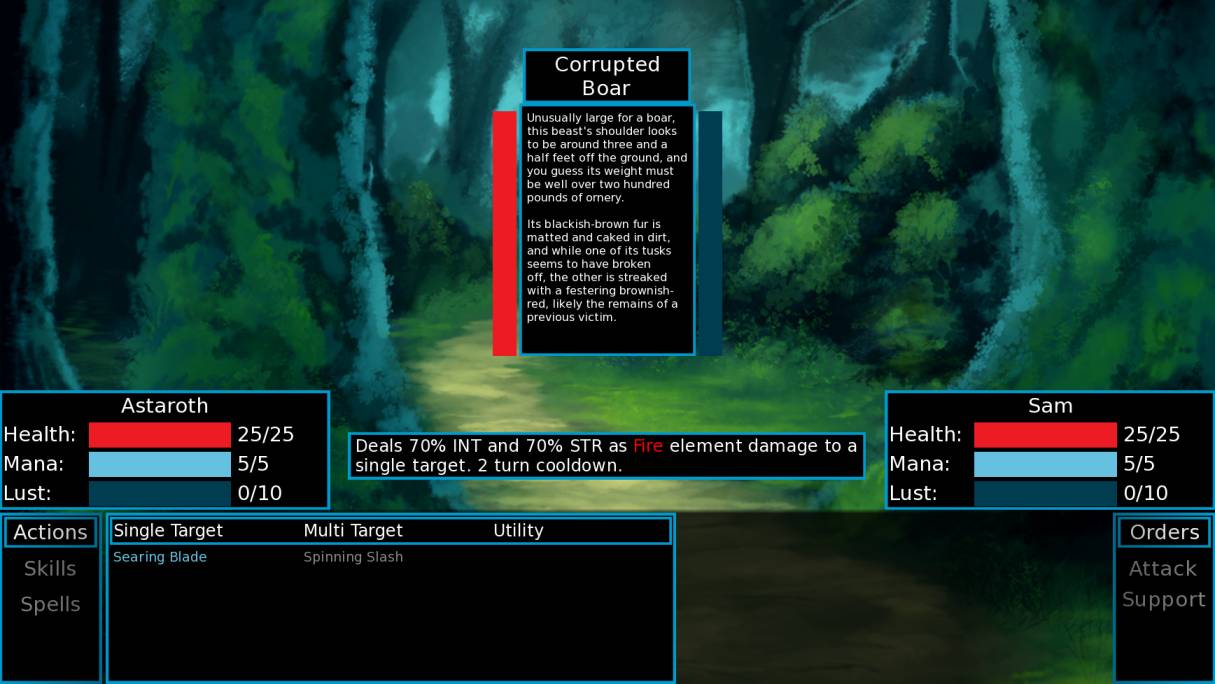 Corrupted
Boar
Unusually large for a boar,
this beast's shoulder looks
to be around three and a
half feet off the ground, and
you guess its weight must
be well over two hundred
pounds of ornery.
Its blackish-brown fur is
matted and caked in dirt,
and while one of its tusks
seems to have broken
off, the other is streaked
with a festering brownish-
red, likely the remains of a
previous victim.
Astaroth
Health: 25/25
Mana: 5/5
Lust: 0/10
Deals 70% INT and 70% STR as Fire element damage to a
single target. 2 turn cooldown.
Sam
Health: 25/25
Mana: 5/5
Lust: 0/10
Actions
Skills
Spells
Single Target Multi Target Utility
Searing Blade Spinning Slash
Orders
Attack
Support